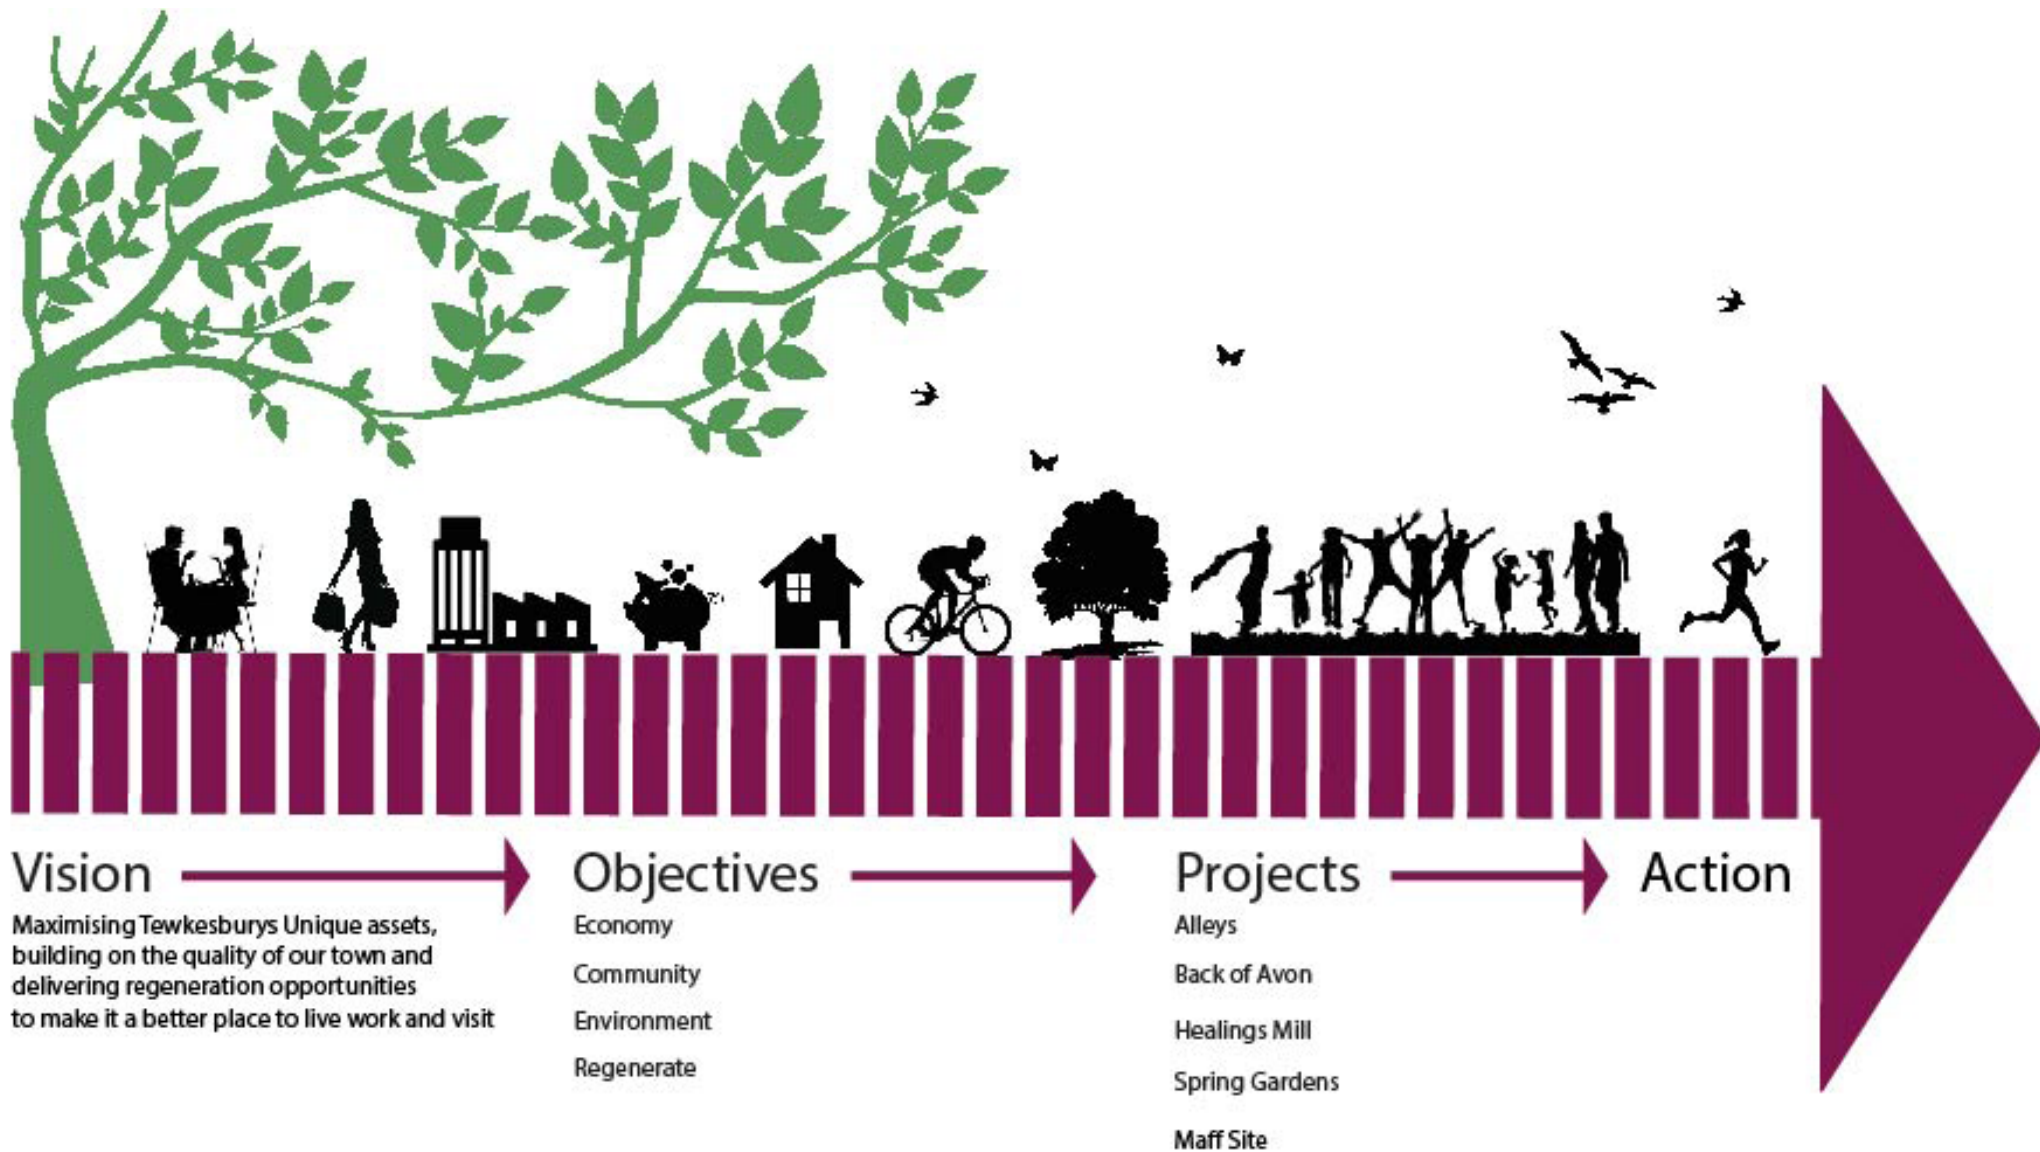 Vision
Maximising Tewkesburys Unique assets,
building on the quality of our town and
delivering regeneration opportunities
to make it a better place to live work and visit
Objectives
Economy
Community
Environment
Regenerate
Projects
Alleys
Back of Avon
Healings Mill
Spring Gardens
Maff Site
Action